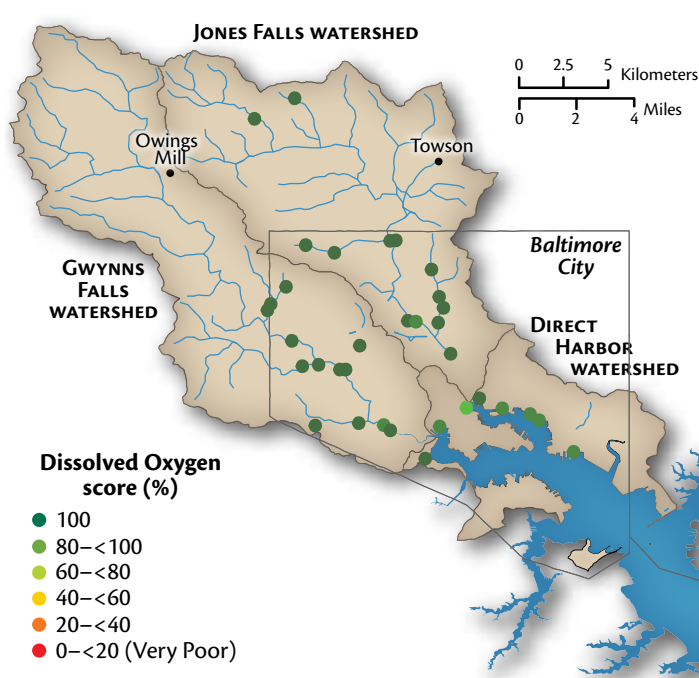 JONES FALLS WATERSHED
0 2.5 5 Kilometers
0 2 4 Miles
Owings
Mill
Towson
Baltimore
City
GWYNNS
FALLS
WATERSHED
DIRECT
HARBOR
WATERSHED
Dissolved Oxygen
score (%)
100
80–<100
60–<80
40–<60
20–<40
0–<20 (Very Poor)